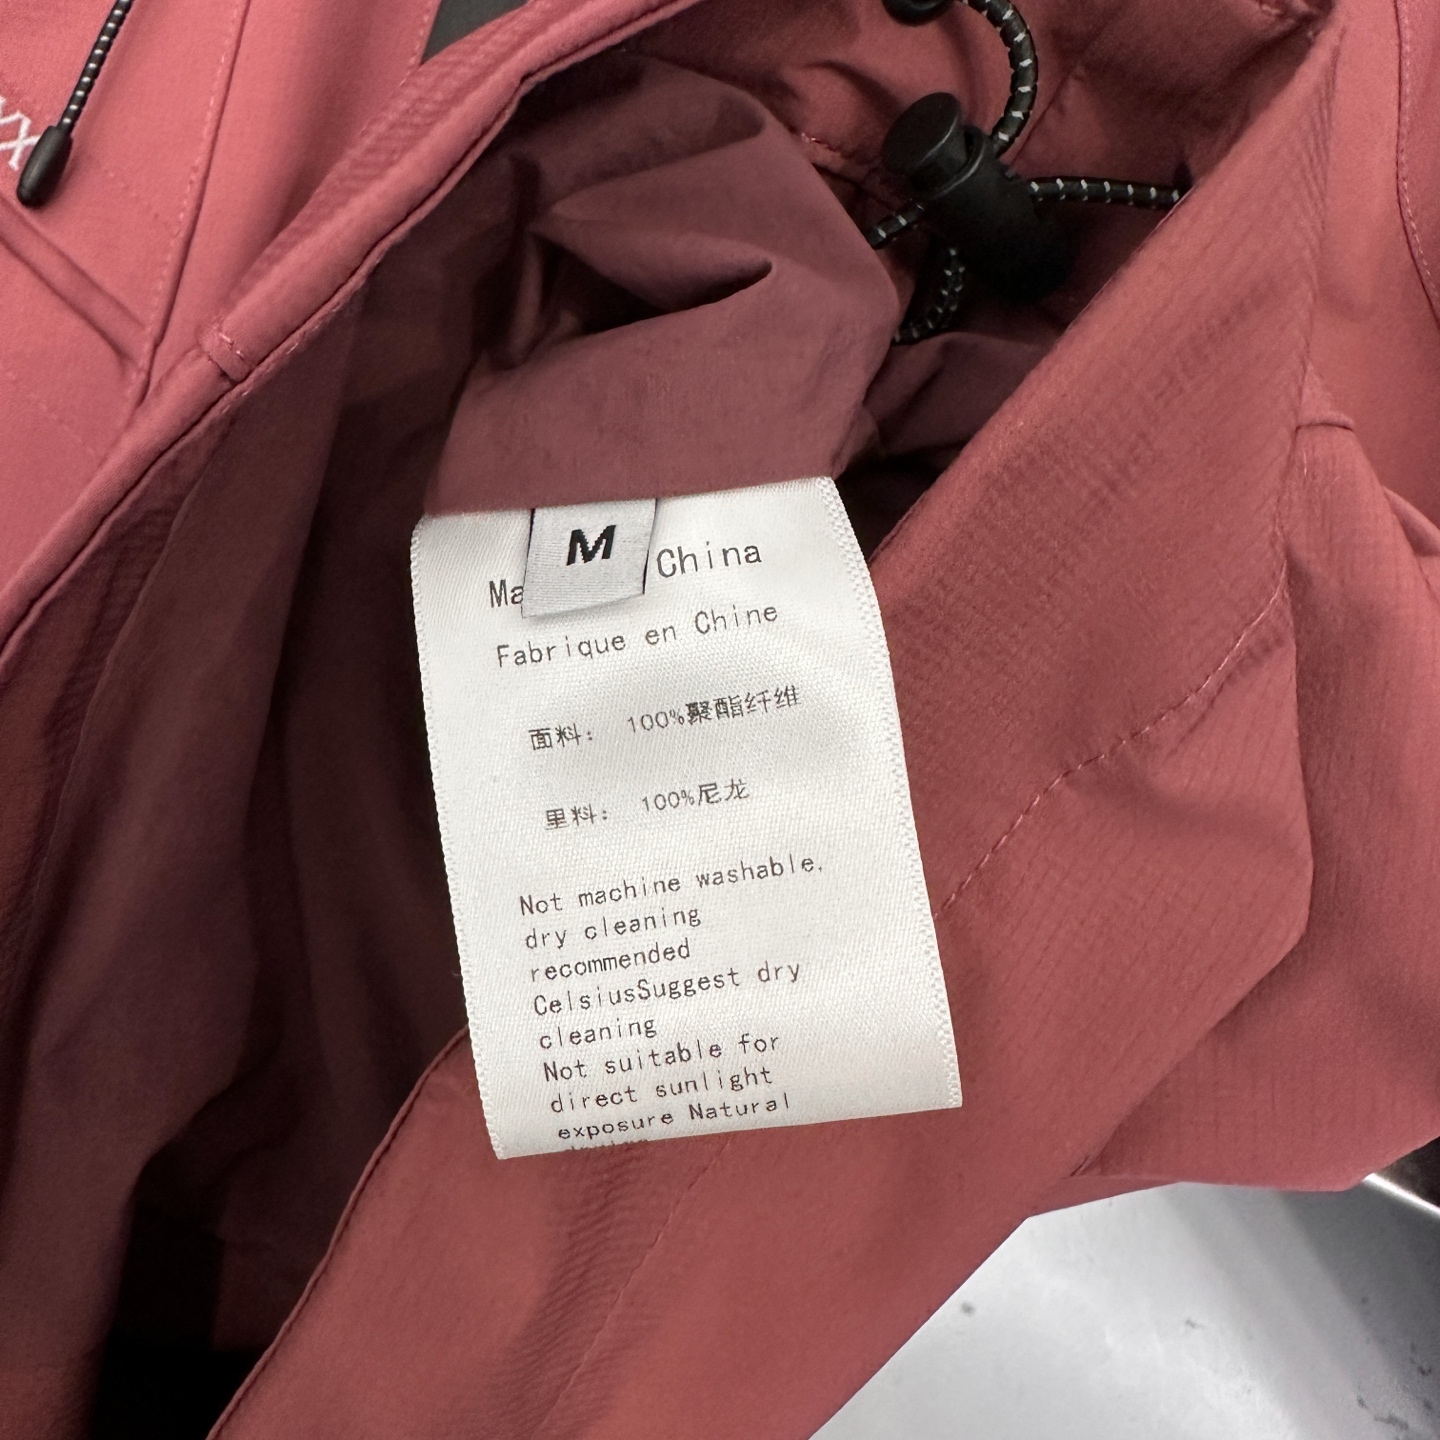 M
China
Fabrique en Chine
面料： 100%聚酯纤维
里料： 100%尼龙
Not machine washable,
dry cleaning
recommended
CelsiusSuggest dry
cleaning
Not suitable for
direct sunlight
exposure Natural